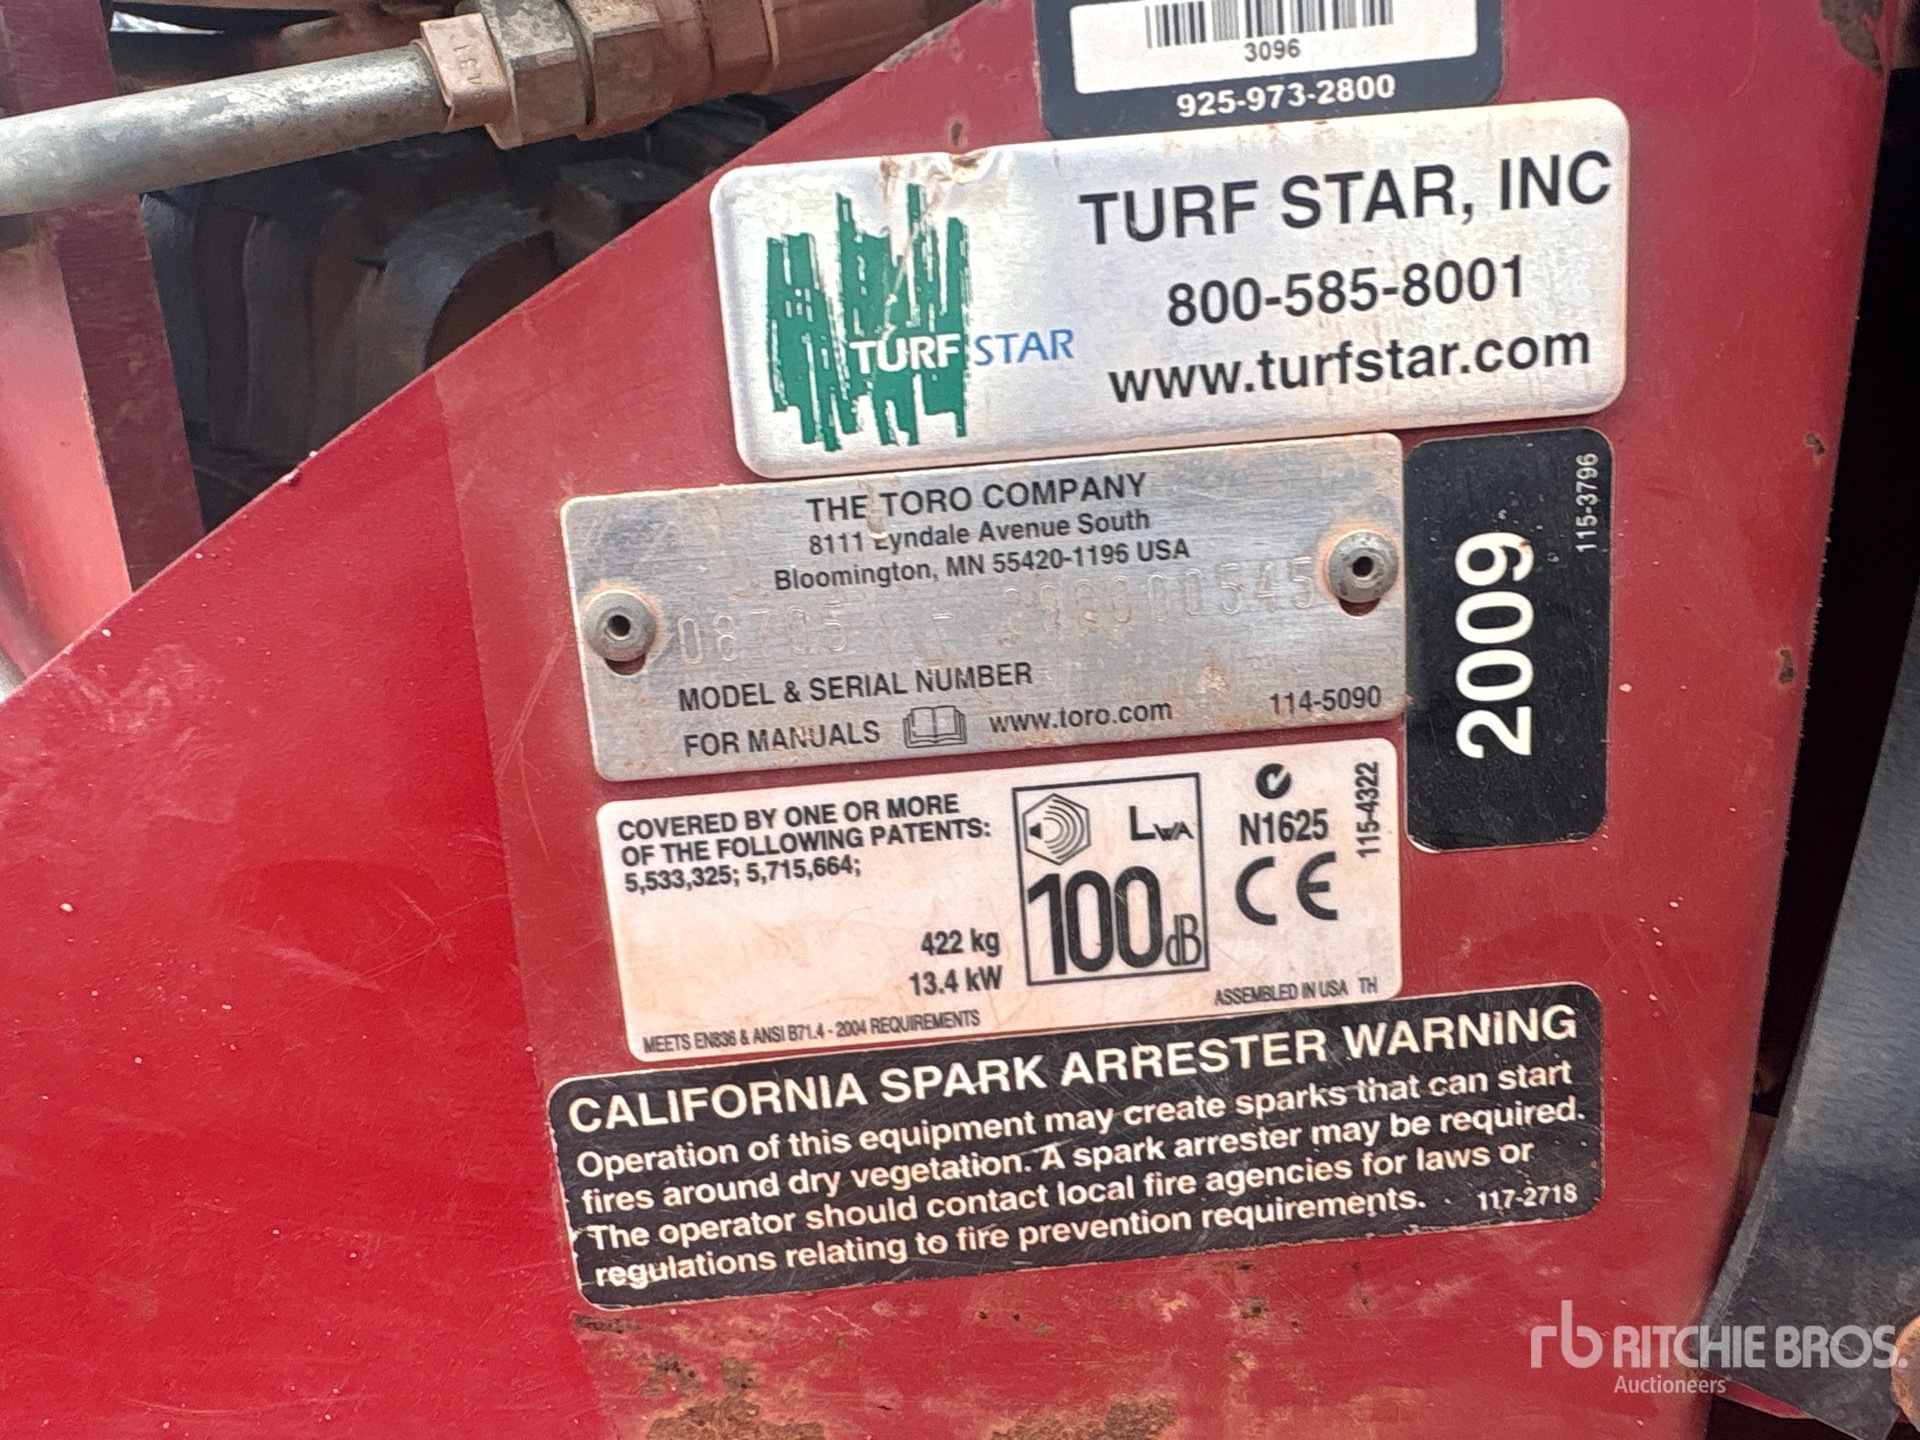 3096
925-973-2800
TURF STAR
TURF STAR, INC
800-585-8001
www.turfstar.com
THE TORO COMPANY
8111 Lyndale Avenue South
Bloomington, MN 55420-1196 USA
08705 290000545
MODEL & SERIAL NUMBER
FOR MANUALS www.toro.com 114-5090
2009
115-3796
COVERED BY ONE OR MORE
OF THE FOLLOWING PATENTS:
5,533,325; 5,715,664;
422 kg
13.4 kW
MEETS EN836 & ANSI B71.4 - 2004 REQUIREMENTS
LWA
100dB
N1625
CE
115-4322
ASSEMBLED IN USA TH
CALIFORNIA SPARK ARRESTER WARNING
Operation of this equipment may create sparks that can start
fires around dry vegetation. A spark arrester may be required.
The operator should contact local fire agencies for laws or
regulations relating to fire prevention requirements. 117-2718
rb RITCHIE BROS.
Auctioneers